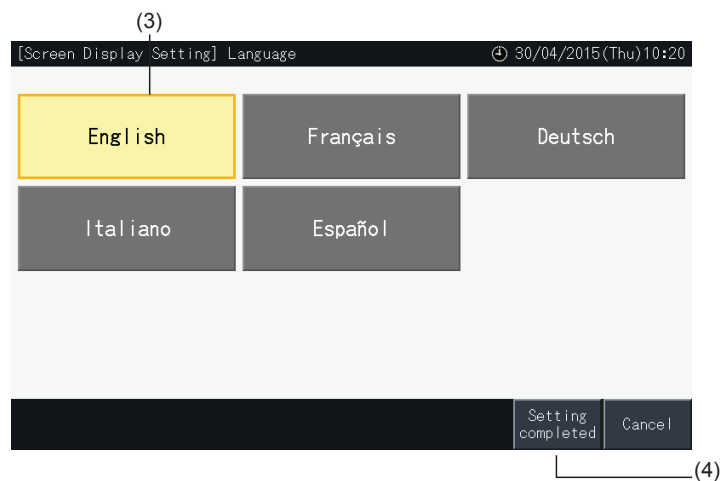 (3)
[Screen Display Setting] Language 30/04/2015(Thu)10:20
English Français Deutsch
Italiano Español
Setting
completed
Cancel
(4)